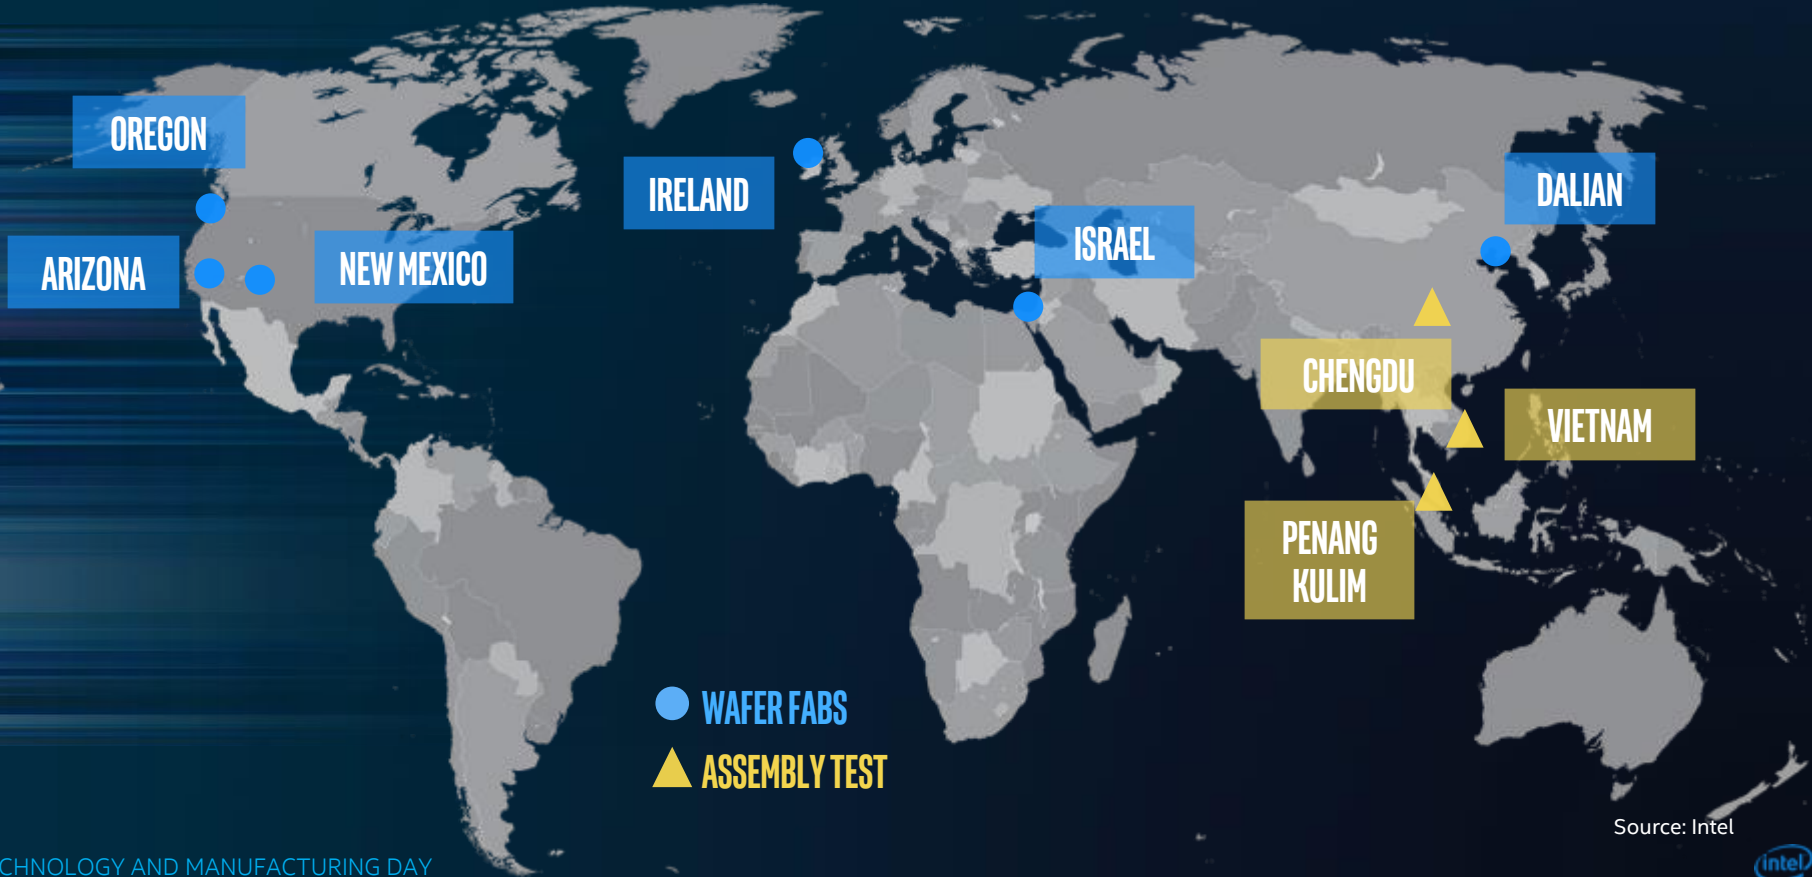 OREGON
IRELAND
DALIAN
ISRAEL
ARIZONA
NEW MEXICO
CHENGDU
VIETNAM
PENANG
KULIM
WAFER FABS
ASSEMBLY TEST
Source: Intel
CHNOLOGY AND MANUFACTURING DAY
intel